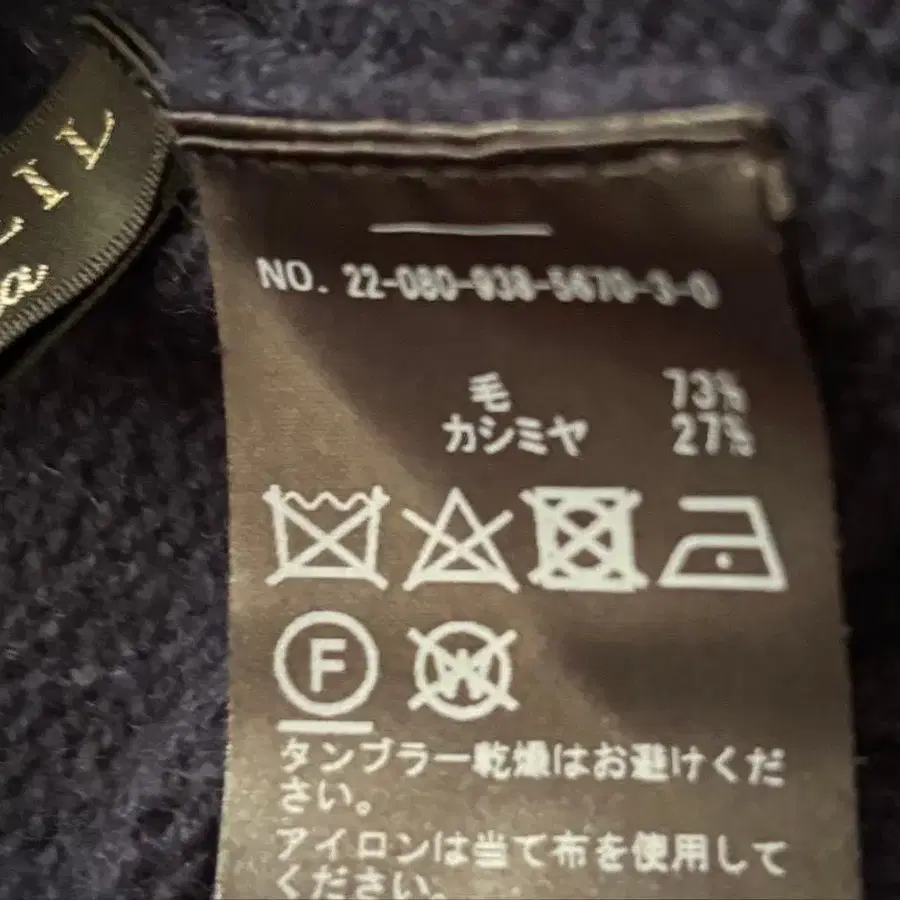 IL
a
NO. 22-080-938-5670-3-0
毛 73%
カシミヤ 27%
F
W
タンブラー乾燥はお避けくだ
さい。
アイロンは当て布を使用して
ください。